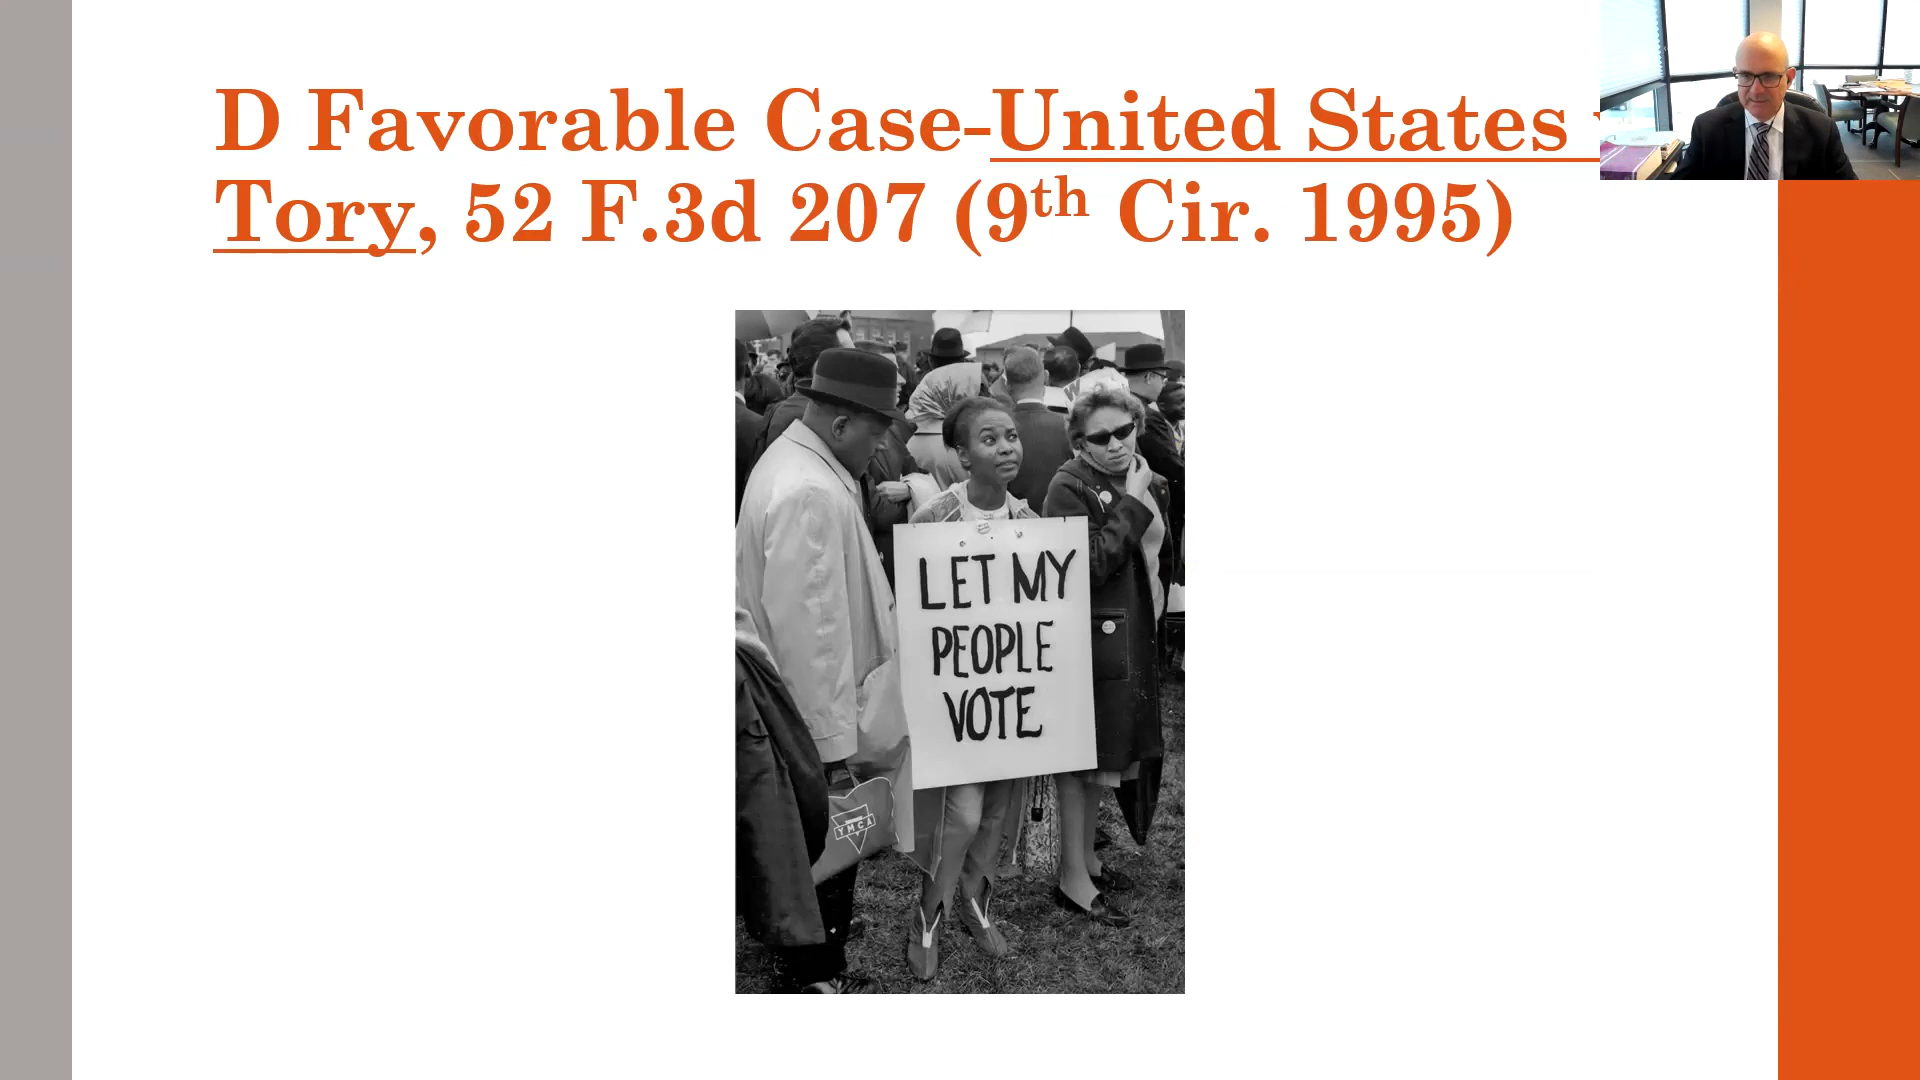 D Favorable Case-United States
Tory, 52 F.3d 207 (9th Cir. 1995)
LET MY
PEOPLE
VOTE
YMCA